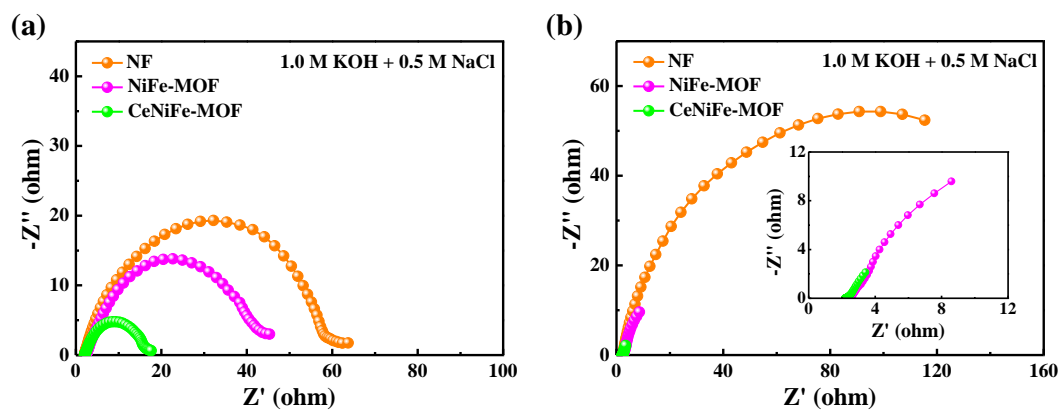 (a)
1.0 M KOH + 0.5 M NaCl
NF
NiFe-MOF
CeNiFe-MOF
-Z'' (ohm)
40
30
20
10
0
0 20 40 60 80 100
Z' (ohm)
(b)
1.0 M KOH + 0.5 M NaCl
NF
NiFe-MOF
CeNiFe-MOF
-Z'' (ohm)
60
40
20
0
0 40 80 120 160
Z' (ohm)
-Z'' (ohm)
12
8
4
0
0 4 8 12
Z' (ohm)